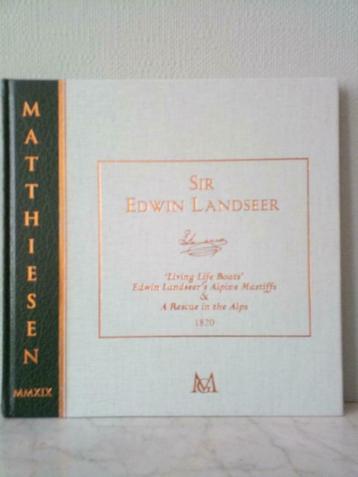 MATTHIESEN
MMXIX
SIR
EDWIN LANDSEER
'Living Life Boats'
Edwin Landseer's Alpine Mastiffs
&
A Rescue in the Alps
1820